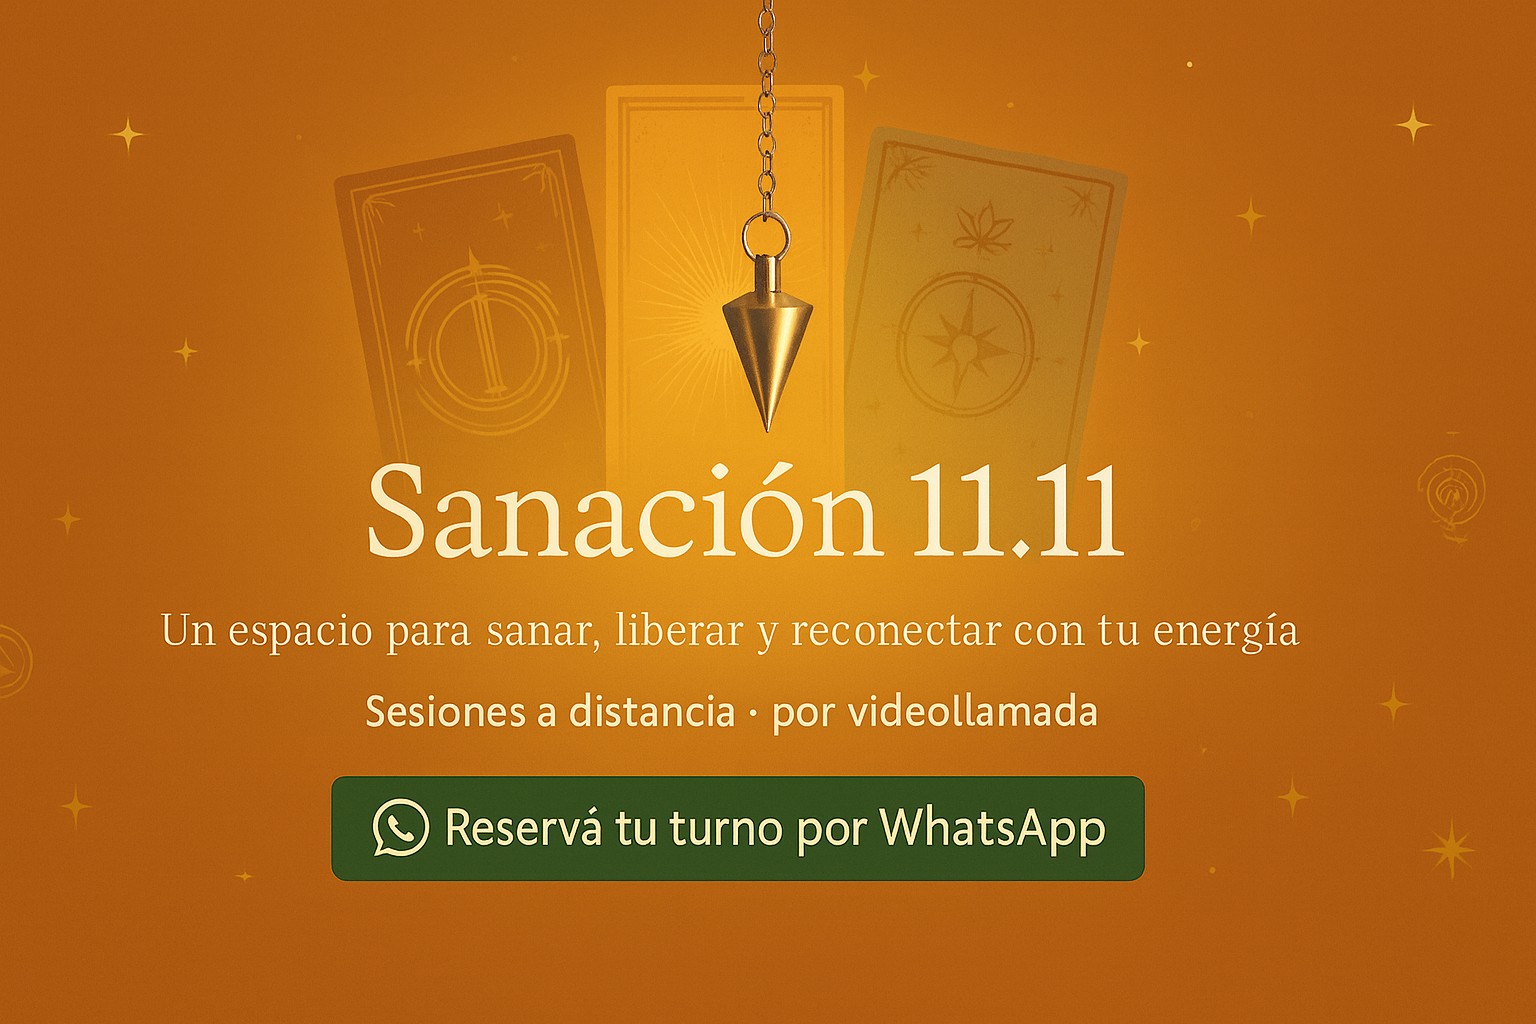 Sanación 11.11
Un espacio para sanar, liberar y reconectar con tu energía
Sesiones a distancia · por videollamada
Reservá tu turno por WhatsApp